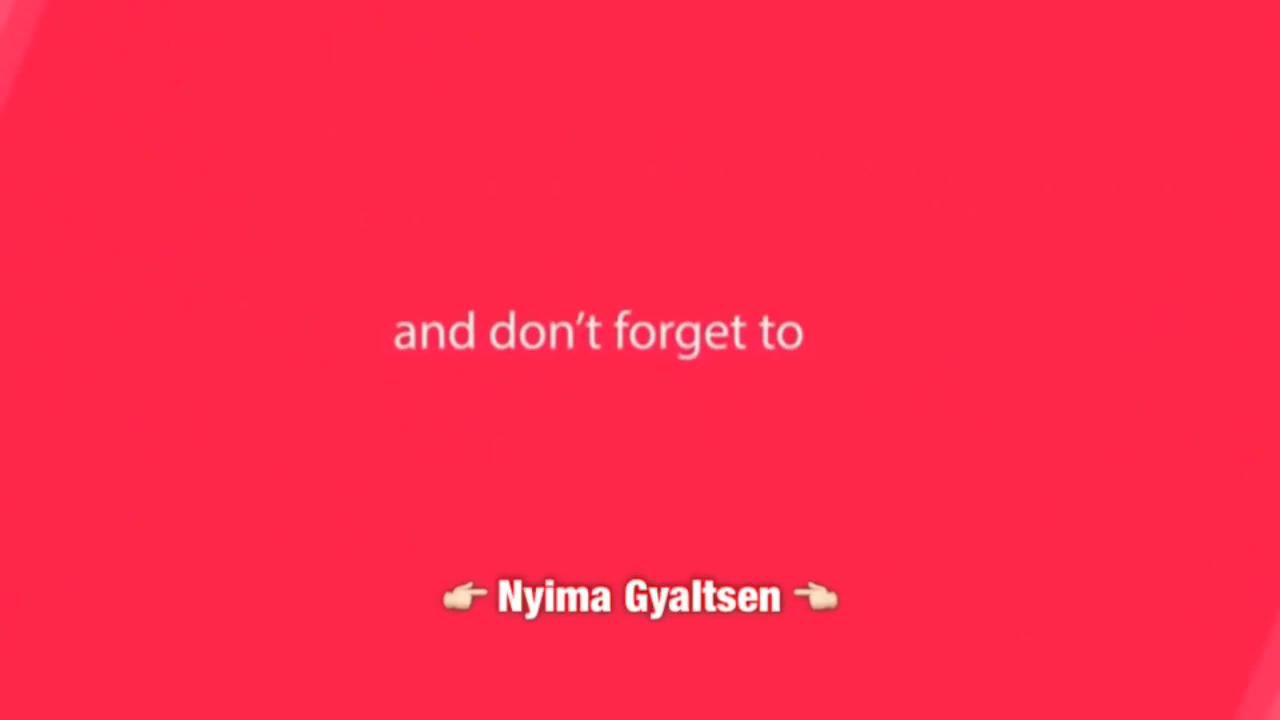 and don’t forget to
👉🏻 Nyima Gyaltsen 👈🏻